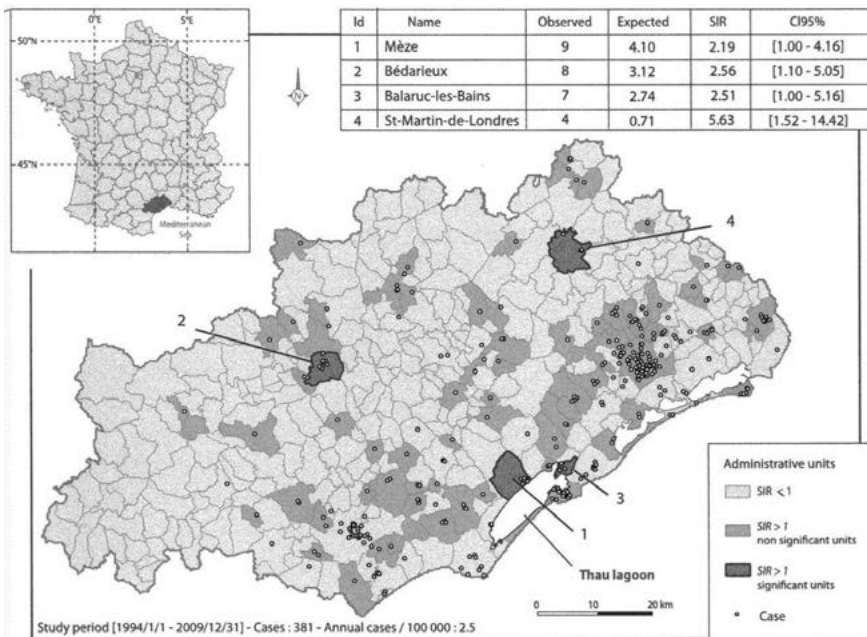 0°E 5°E
50°N
45°N
Mediterranean
Sea
N
Id Name Observed Expected SIR CI95%
1 Mèze 9 4.10 2.19 [1.00 - 4.16]
2 Bédarieux 8 3.12 2.56 [1.10 - 5.05]
3 Balaruc-les-Bains 7 2.74 2.51 [1.00 - 5.16]
4 St-Martin-de-Londres 4 0.71 5.63 [1.52 - 14.42]
4
2
3
1
Thau lagoon
Administrative units
SIR < 1
SIR > 1
non significant units
SIR > 1
significant units
Case
0 10 20 km
Study period [1994/1/1 - 2009/12/31] - Cases : 381 - Annual cases / 100 000 : 2.5